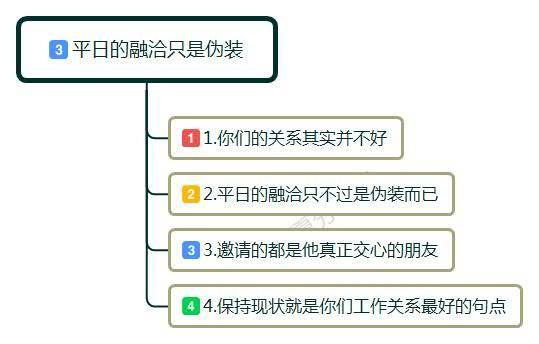 3 平日的融洽只是伪装
1 1.你们的关系其实并不好
2 2.平日的融洽只不过是伪装而已
3 3.邀请的都是他真正交心的朋友
4 4.保持现状就是你们工作关系最好的句点